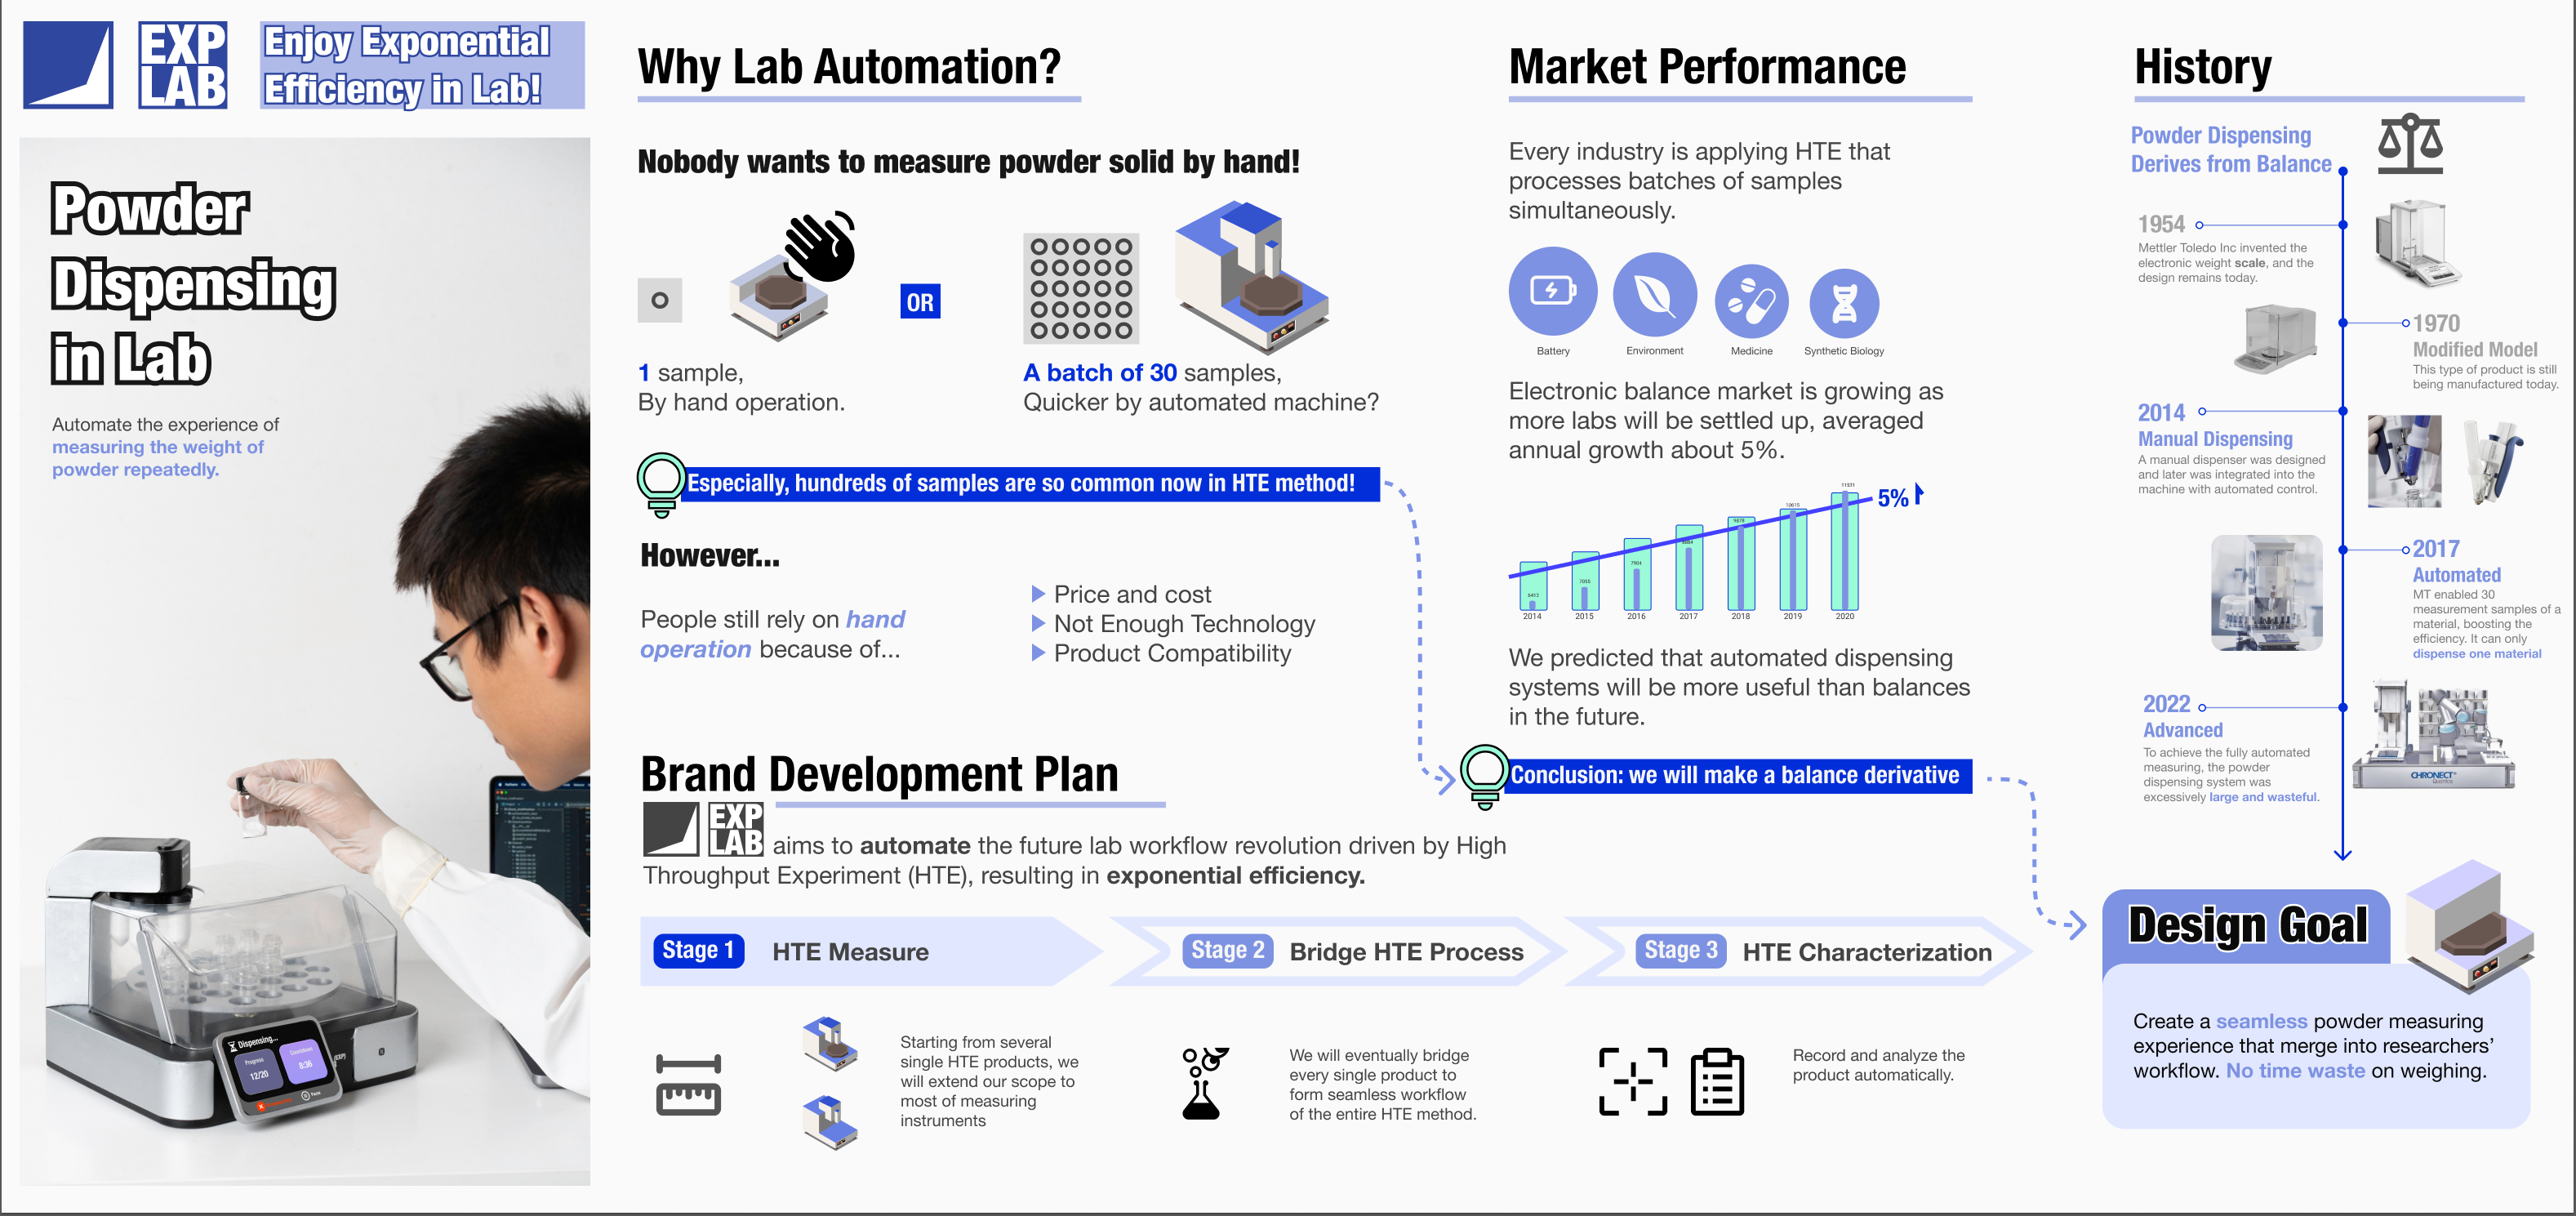 EXP
LAB
Enjoy Exponential
Efficiency in Lab!
Powder
Dispensing
in Lab
Automate the experience of
measuring the weight of
powder repeatedly.
Dispensing...
Progress
12/20
Countdown
8:36
Why Lab Automation?
Nobody wants to measure powder solid by hand!
OR
1 sample,
By hand operation.
A batch of 30 samples,
Quicker by automated machine?
Especially, hundreds of samples are so common now in HTE method!
However...
People still rely on hand
operation because of...
Price and cost
Not Enough Technology
Product Compatibility
Brand Development Plan
EXP
LAB
aims to automate the future lab workflow revolution driven by High
Throughput Experiment (HTE), resulting in exponential efficiency.
Stage 1 HTE Measure
Stage 2 Bridge HTE Process
Stage 3 HTE Characterization
Starting from several
single HTE products, we
will extend our scope to
most of measuring
instruments
We will eventually bridge
every single product to
form seamless workflow
of the entire HTE method.
Record and analyze the
product automatically.
Market Performance
Every industry is applying HTE that
processes batches of samples
simultaneously.
Battery
Environment
Medicine
Synthetic Biology
Electronic balance market is growing as
more labs will be settled up, averaged
annual growth about 5%.
5%
2014 2015 2016 2017 2018 2019 2020
We predicted that automated dispensing
systems will be more useful than balances
in the future.
Conclusion: we will make a balance derivative
History
Powder Dispensing
Derives from Balance
1954
Mettler Toledo Inc invented the
electronic weight scale, and the
design remains today.
1970
Modified Model
This type of product is still
being manufactured today.
2014
Manual Dispensing
A manual dispenser was designed
and later was integrated into the
machine with automated control.
2017
Automated
MT enabled 30
measurement samples of a
material, boosting the
efficiency. It can only
dispense one material
2022
Advanced
To achieve the fully automated
measuring, the powder
dispensing system was
excessively large and wasteful.
CHRONECT
Design Goal
Create a seamless powder measuring
experience that merge into researchers'
workflow. No time waste on weighing.